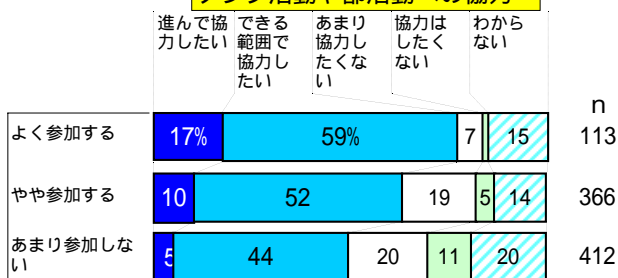 進んで協
力したい
できる
範囲で
協力し
たい
あまり
協力し
たくな
い
協力は
したく
ない
わから
ない
n
よく参加する
17%
59%
7
15
113
やや参加する
10
52
19
5
14
366
あまり参加しな
い
5
44
20
11
20
412